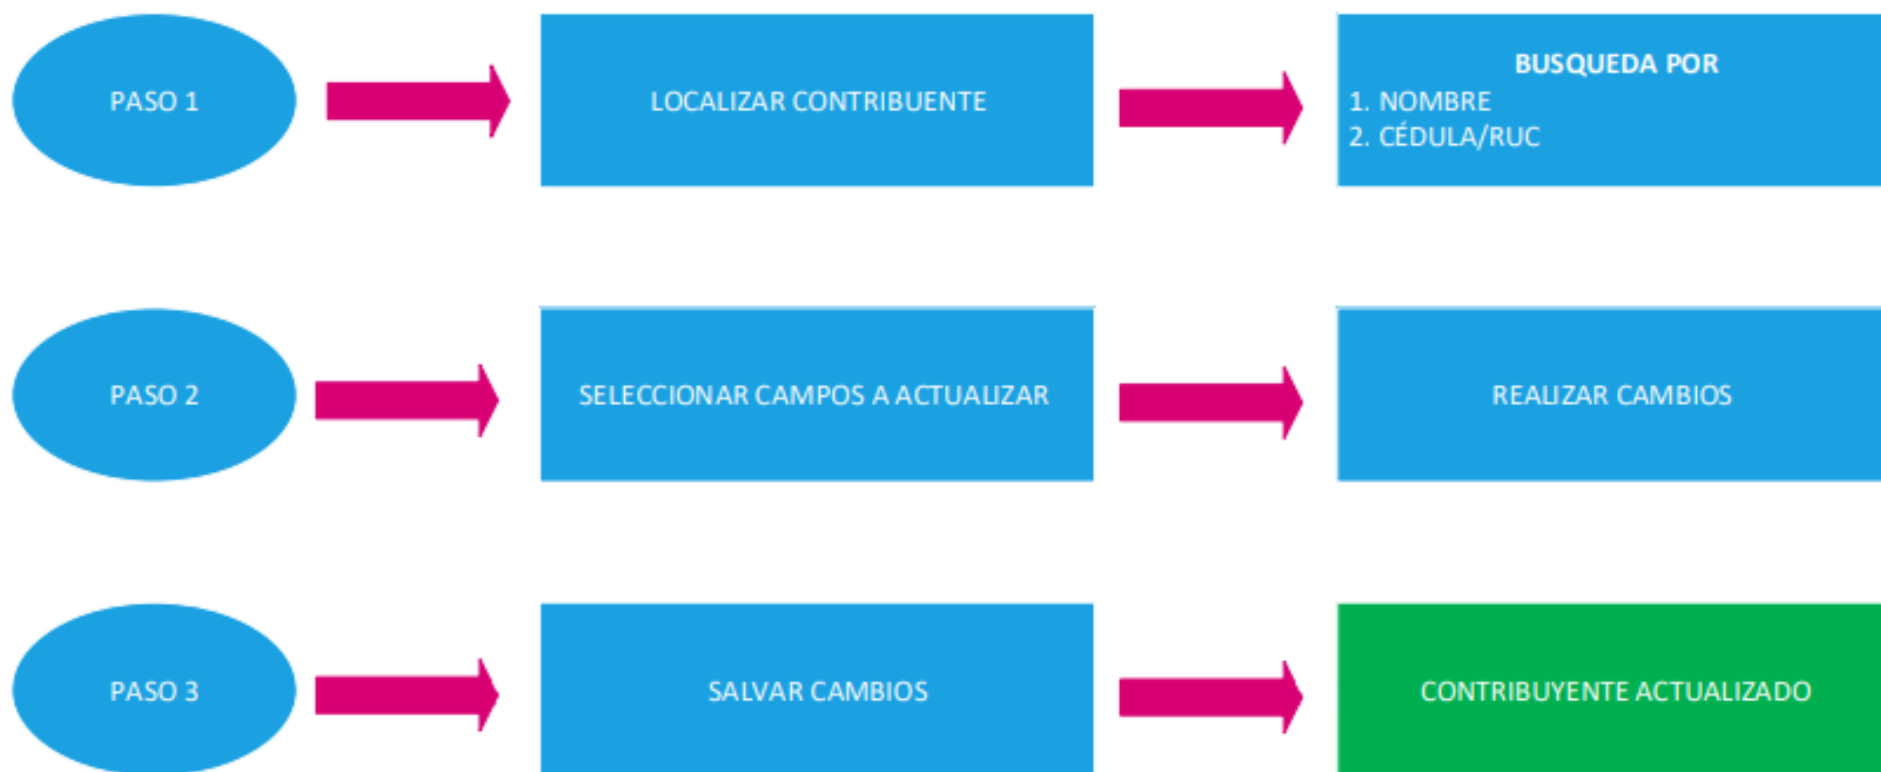 PASO 1
LOCALIZAR CONTRIBUENTE
BUSQUEDA POR
1. NOMBRE
2. CÉDULA/RUC
PASO 2
SELECCIONAR CAMPOS A ACTUALIZAR
REALIZAR CAMBIOS
PASO 3
SALVAR CAMBIOS
CONTRIBUYENTE ACTUALIZADO